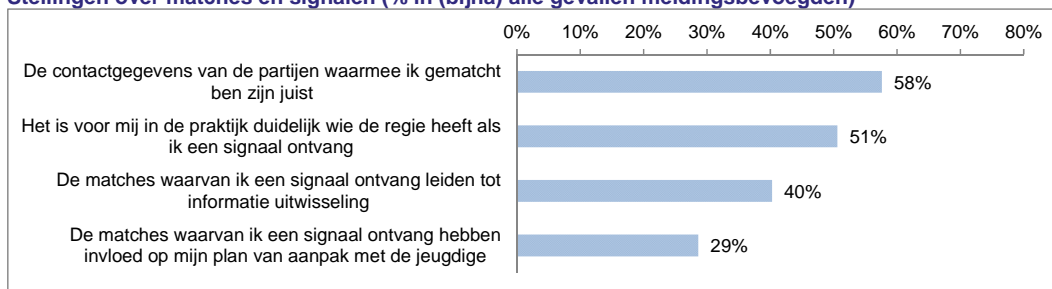 Stellingen over matches en signalen (% in (bijna) alle gevallen meldingsbevoegden)
0% 10% 20% 30% 40% 50% 60% 70% 80%
De contactgegevens van de partijen waarmee ik gematcht
ben zijn juist
58%
Het is voor mij in de praktijk duidelijk wie de regie heeft als
ik een signaal ontvang
51%
De matches waarvan ik een signaal ontvang leiden tot
informatie uitwisseling
40%
De matches waarvan ik een signaal ontvang hebben
invloed op mijn plan van aanpak met de jeugdige
29%